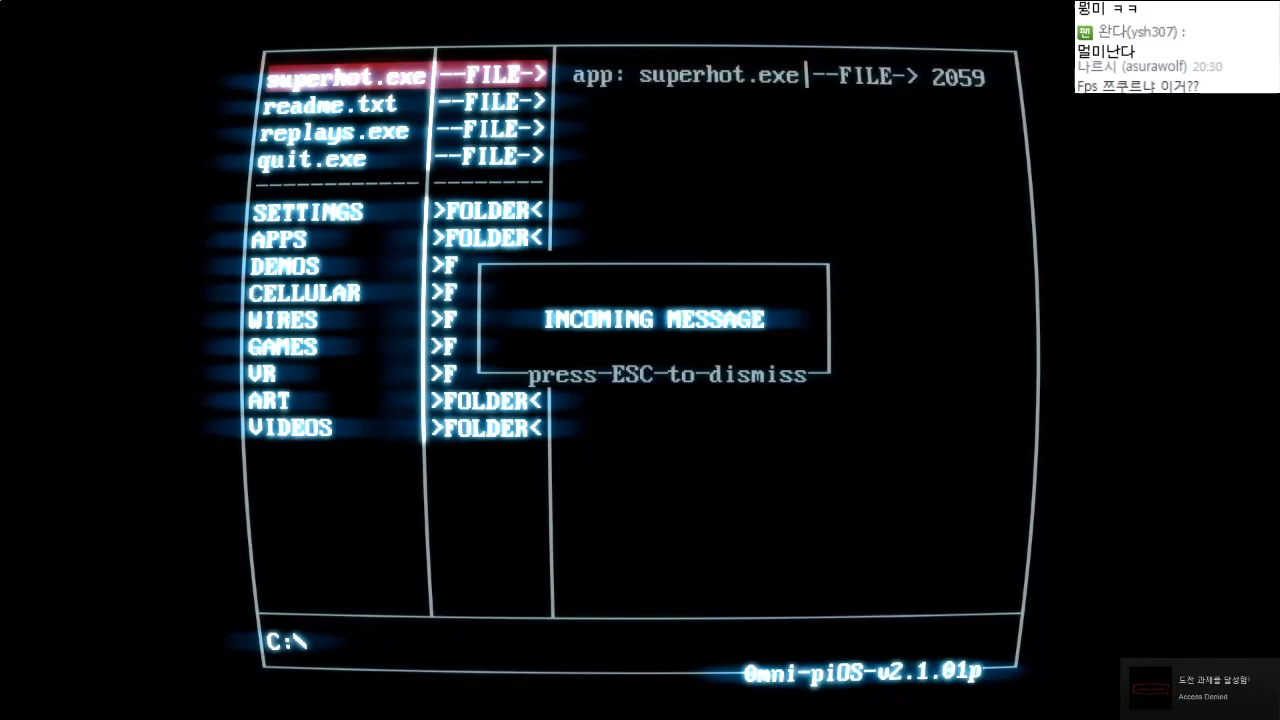 superhot.exe --FILE->
readme.txt --FILE->
replays.exe --FILE->
quit.exe --FILE->
SETTINGS >FOLDER<
APPS >FOLDER<
DEMOS >F
CELLULAR >F
WIRES >F
GAMES >F
VR >F
ART >FOLDER<
VIDEOS >FOLDER<
app: superhot.exe|--FILE-> 2059
INCOMING MESSAGE
press-ESC-to-dismiss
C:\
0mni-piOS-v2.1.01p
뭥미 ㅋㅋ
팬 완다(ysh307) :
멀미난다
나르시 (asurawolf) 20:30
Fps 쯔쿠르냐 이거??
도전 과제를 달성함!
Access Denied